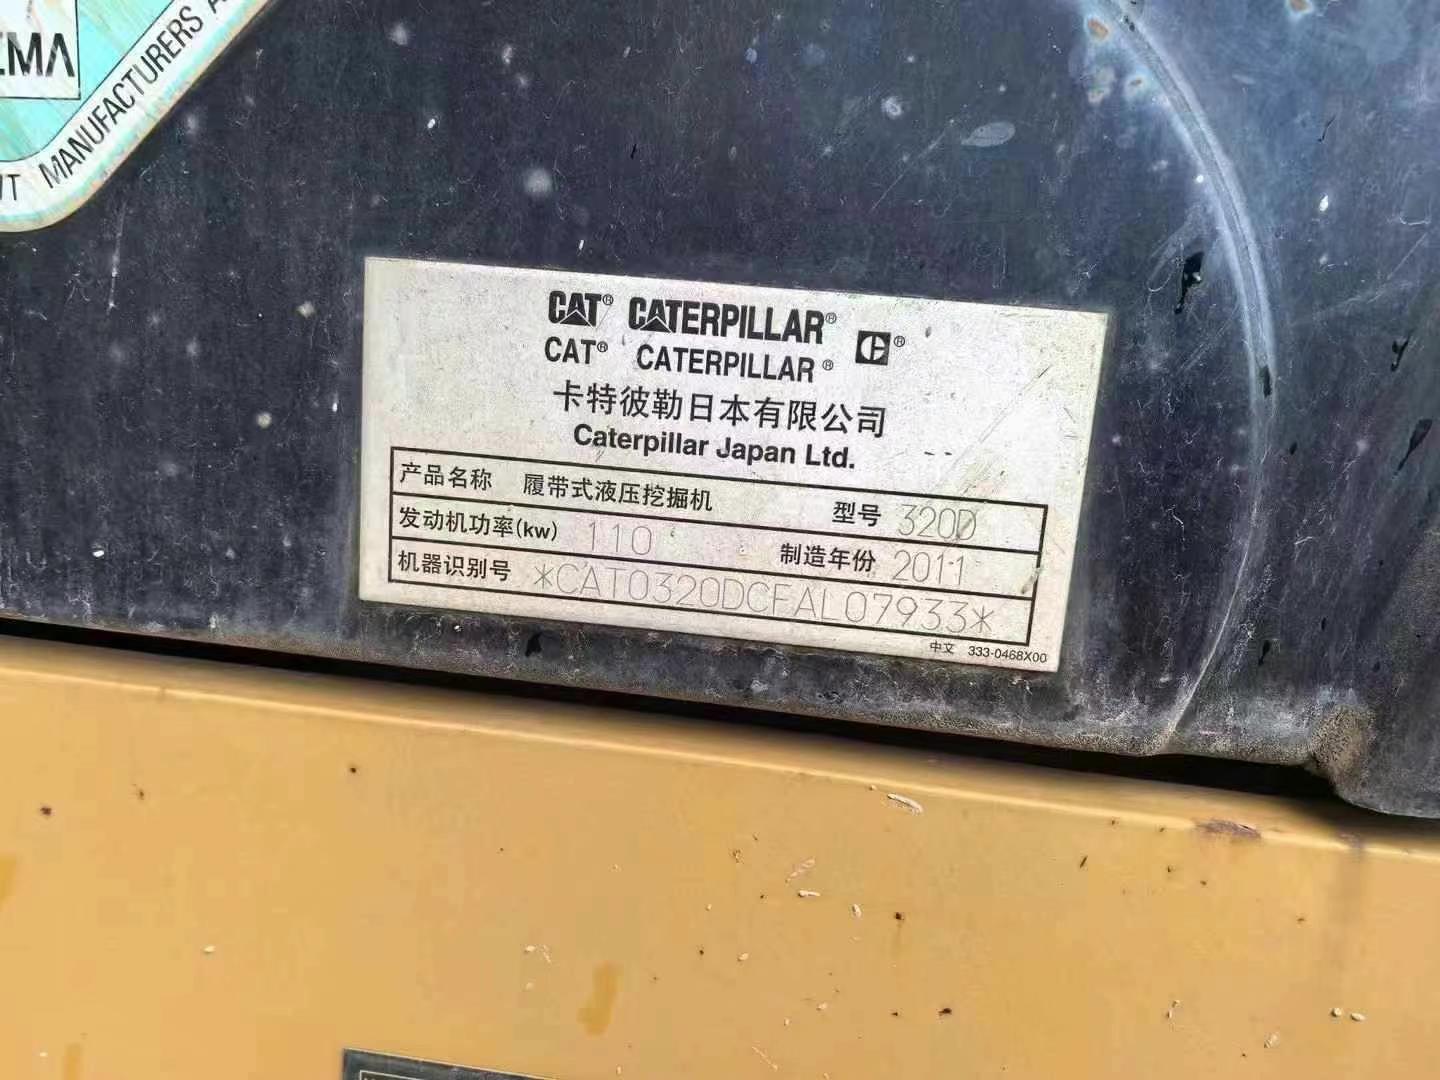 EMA
MANUFACTURERS A
CAT® CATERPILLAR®
CAT® CATERPILLAR®
卡特彼勒日本有限公司
Caterpillar Japan Ltd.
产品名称 履带式液压挖掘机 型号 320D
发动机功率(kw) 110 制造年份 2011
机器识别号 *CAT0320DCFAL07933*
中文 333-0468X00